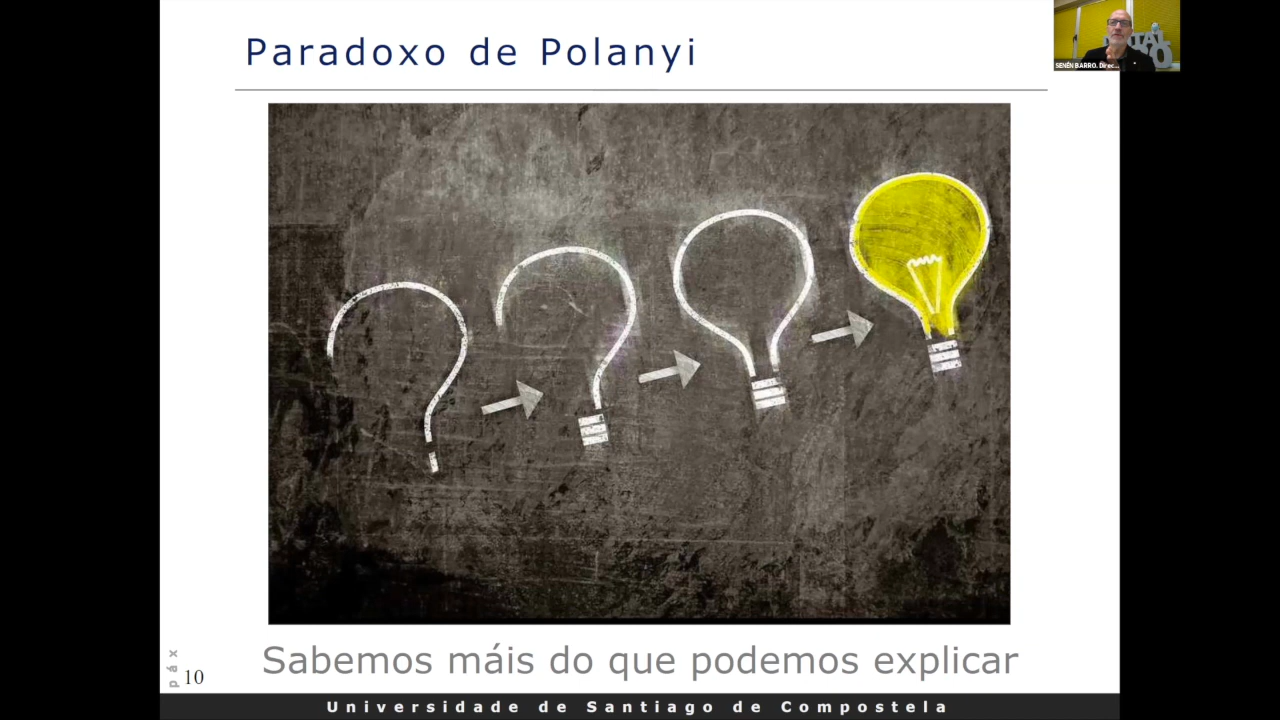 Paradoxo de Polanyi
SENÉN BARRO. Direc...
Sabemos máis do que podemos explicar
páx 10
Universidade de Santiago de Compostela